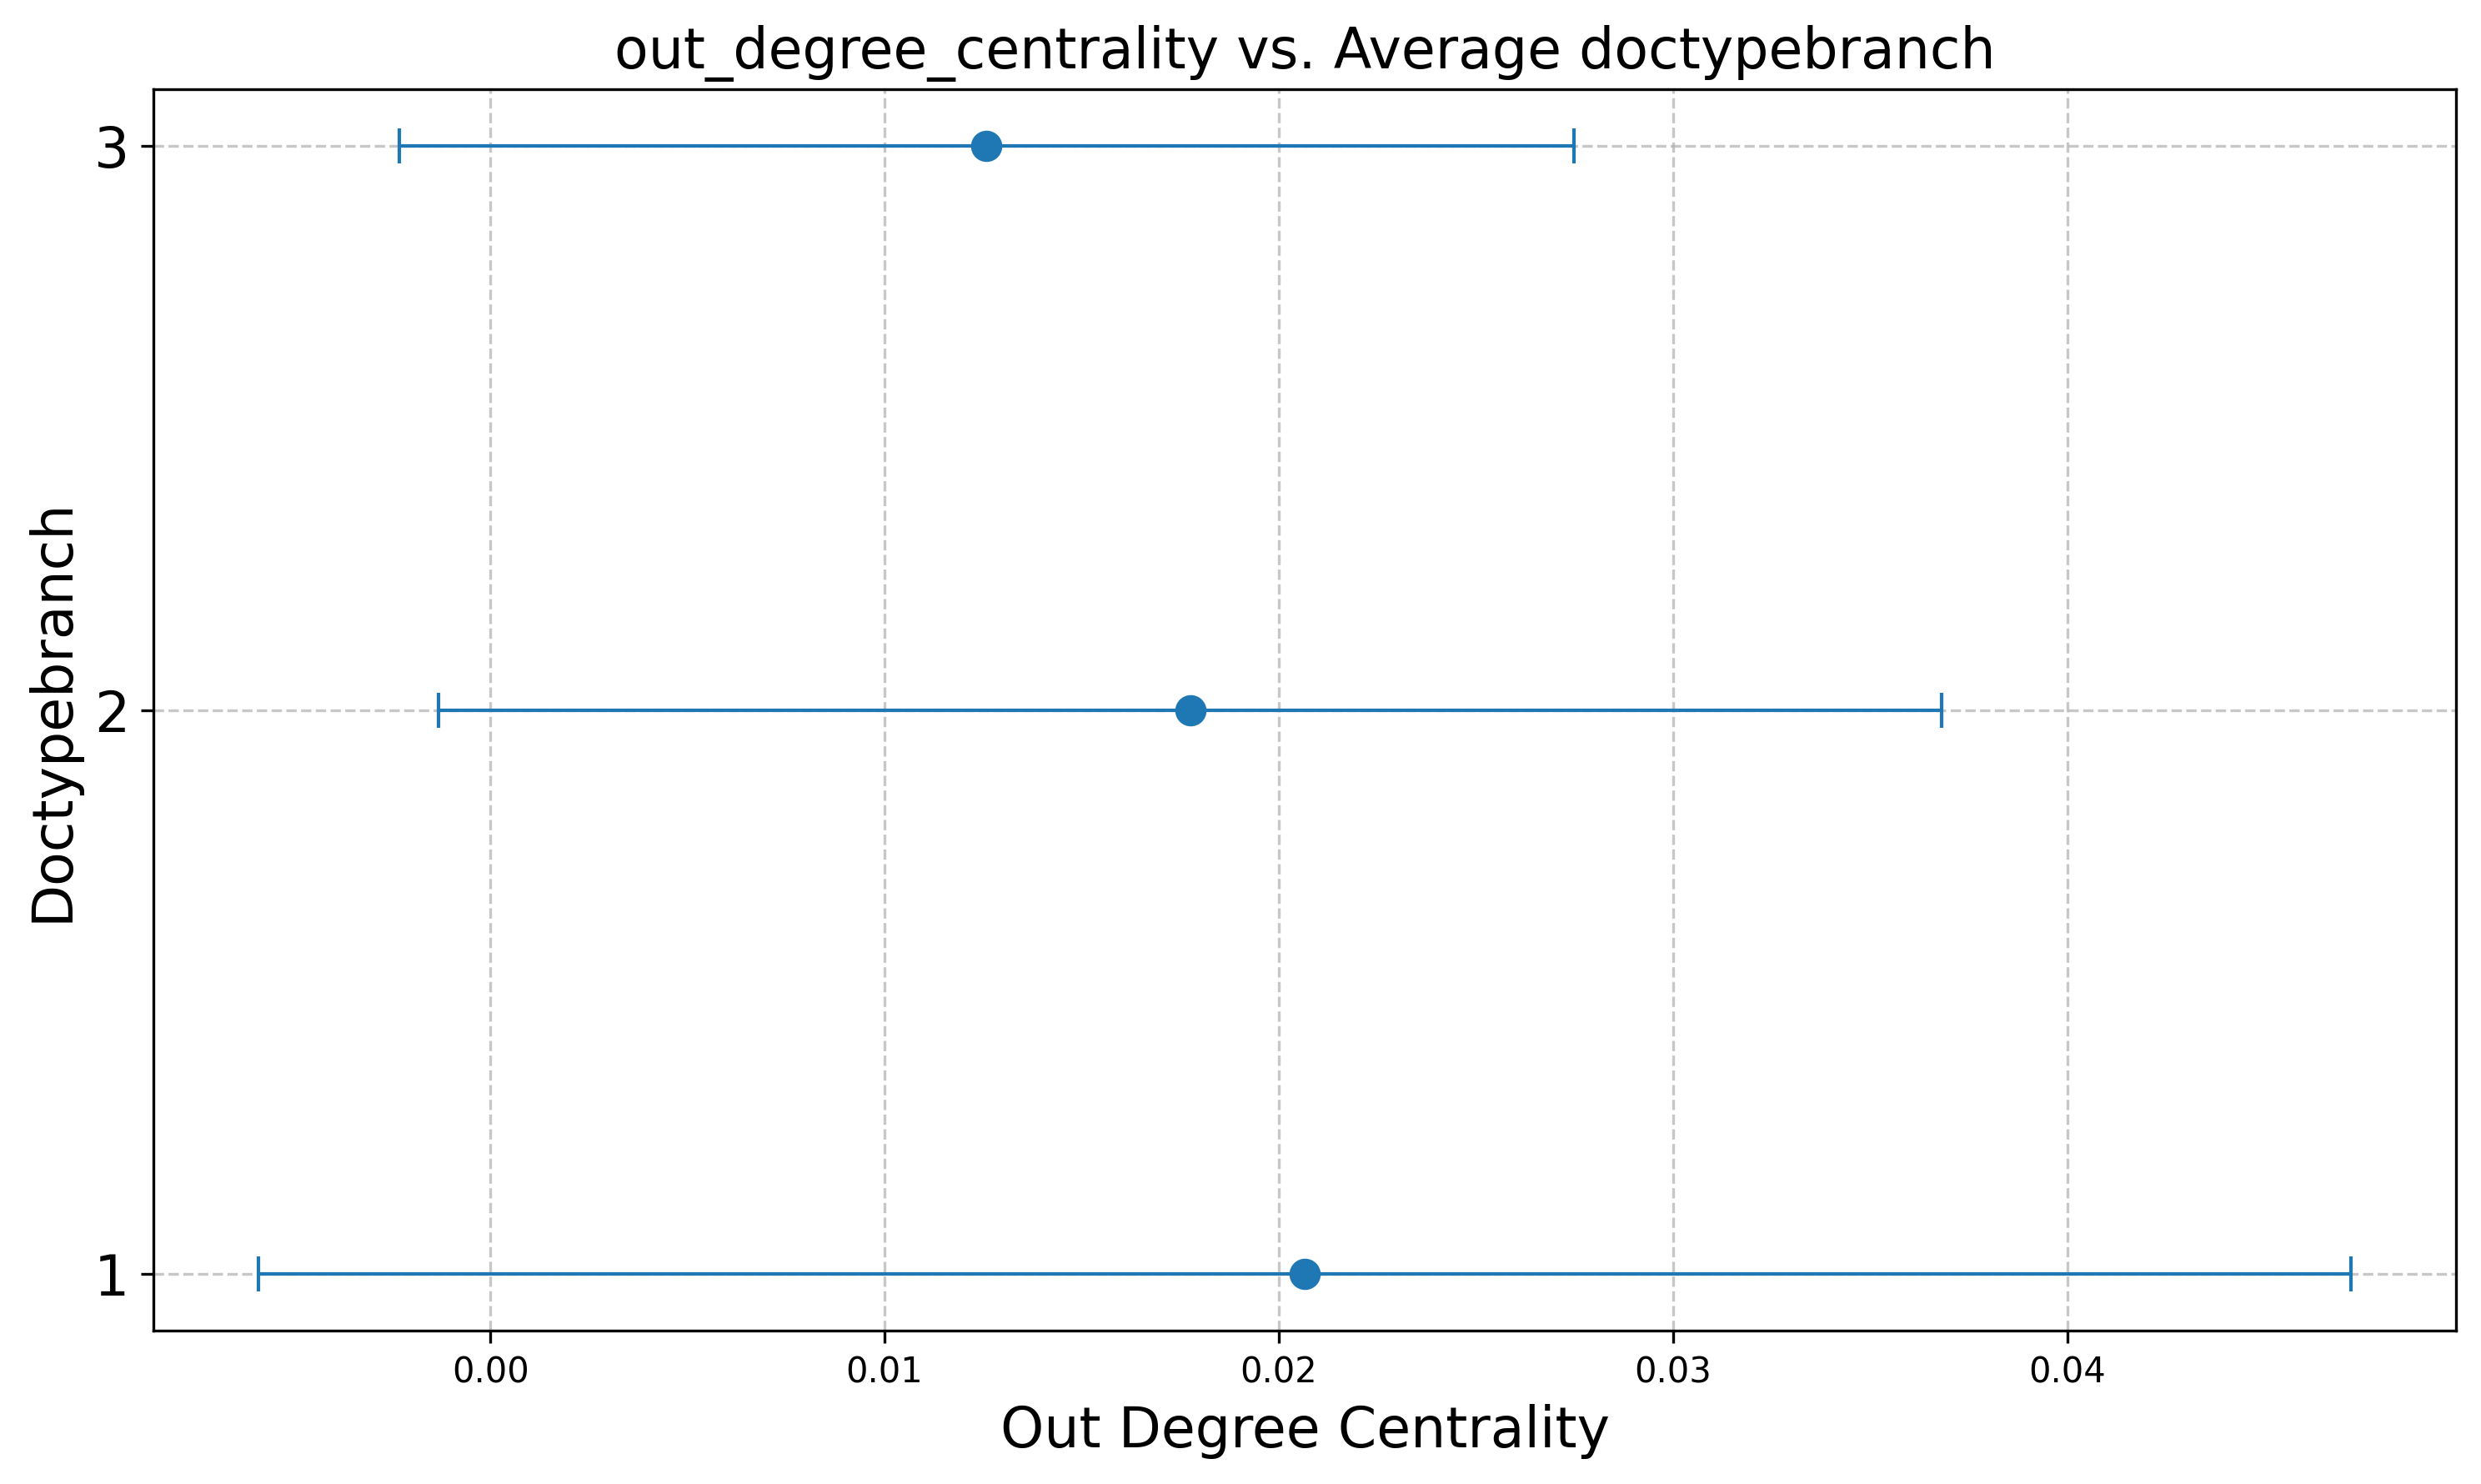 out_degree_centrality vs. Average doctypebranch
Doctypebranch
3
2
1
0.00 0.01 0.02 0.03 0.04
Out Degree Centrality